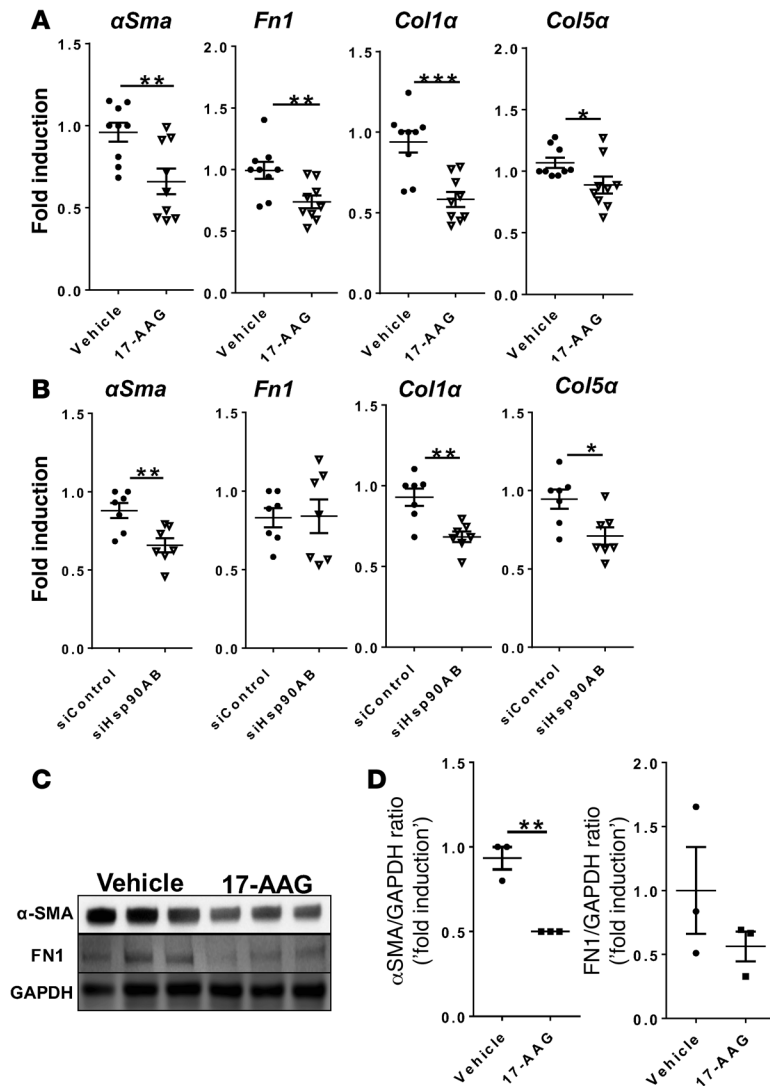 A
αSma Fn1 Col1α Col5α
Fold induction
1.5 2.0 1.5 2.0
1.0 1.5 1.0 1.5
0.5 1.0 0.5 1.0
0.0 0.5 0.0 0.5
0.0 0.0
** ** *** *
Vehicle 17-AAG Vehicle 17-AAG Vehicle 17-AAG Vehicle 17-AAG
B
αSma Fn1 Col1α Col5α
Fold induction
1.5 1.5 1.5 1.5
1.0 1.0 1.0 1.0
0.5 0.5 0.5 0.5
0.0 0.0 0.0 0.0
** ** *
siControl siHsp90AB siControl siHsp90AB siControl siHsp90AB siControl siHsp90AB
C
Vehicle 17-AAG
α-SMA
FN1
GAPDH
D
αSMA/GAPDH ratio
('fold induction')
1.5
1.0
0.5
0.0
**
Vehicle 17-AAG
FN1/GAPDH ratio
('fold induction')
2.0
1.5
1.0
0.5
0.0
Vehicle 17-AAG